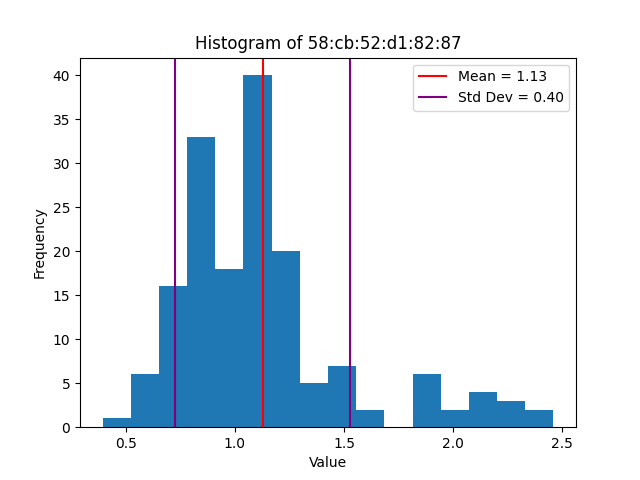 Histogram of 58:cb:52:d1:82:87
Mean = 1.13
Std Dev = 0.40
40
35
30
25
20
15
10
5
0
Frequency
0.5 1.0 1.5 2.0 2.5
Value